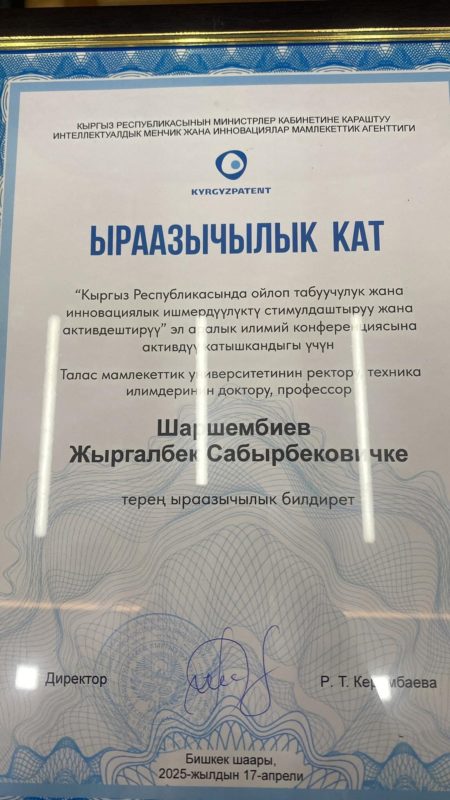 КЫРГЫЗ РЕСПУБЛИКАСЫНЫН МИНИСТРЛЕР КАБИНЕТИНЕ КАРАШТУУ
ИНТЕЛЛЕКТУАЛДЫК МЕНЧИК ЖАНА ИННОВАЦИЯЛАР МАМЛЕКЕТТИК АГЕНТТИГИ
KYRGYZPATENT
ЫРААЗЫЧЫЛЫК КАТ
“Кыргыз Республикасында ойлоп табуучулук жана
инновациялык ишмердүүлүктү стимулдаштыруу жана
активдештирүү” эл аралык илимий конференциясына
активдүү катышкандыгы үчүн
Талас мамлекеттик университетинин ректору, техника
илимдеринин доктору, профессор
Шаршембиев
Жыргалбек Сабырбековичке
терең ыраазычылык билдирет
Директор
Р. Т. Керимбаева
Бишкек шаары,
2025-жылдын 17-апрели